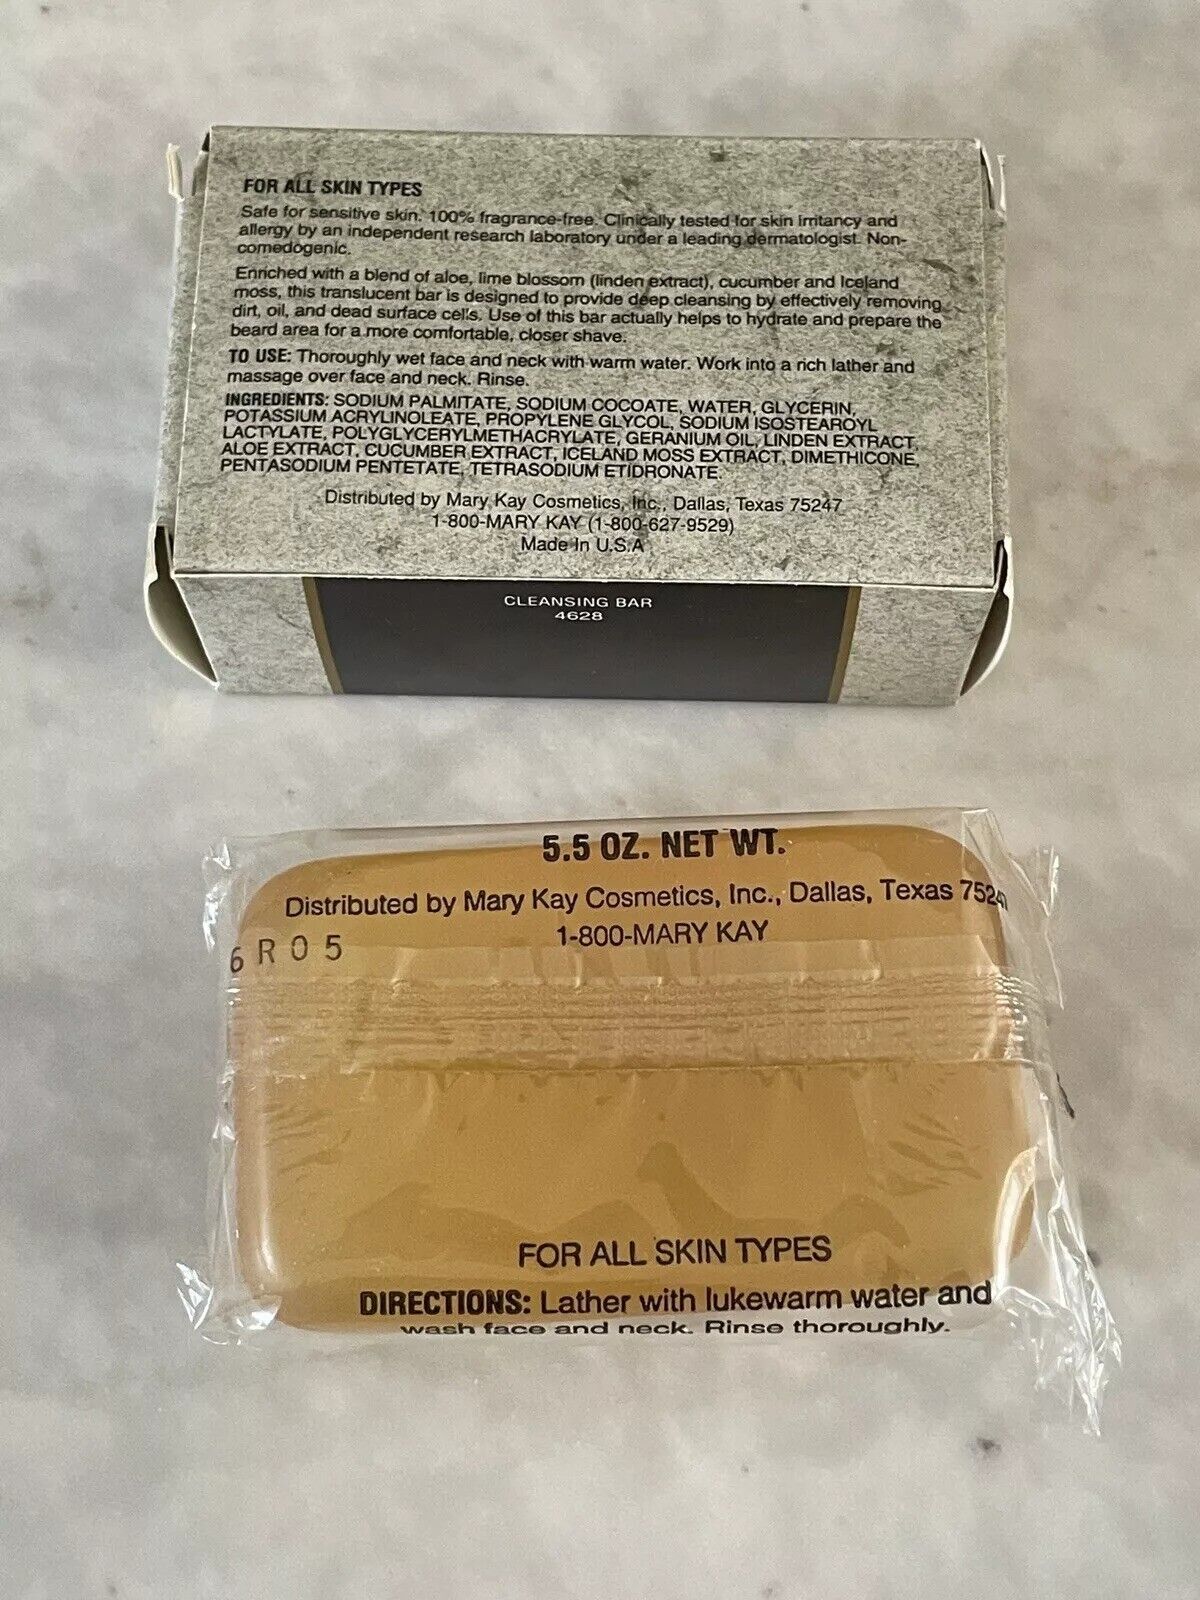 FOR ALL SKIN TYPES
Safe for sensitive skin. 100% fragrance-free. Clinically tested for skin irritancy and
allergy by an independent research laboratory under a leading dermatologist. Non-
comedogenic.
Enriched with a blend of aloe, lime blossom (linden extract), cucumber and Iceland
moss, this translucent bar is designed to provide deep cleansing by effectively removing
dirt, oil, and dead surface cells. Use of this bar actually helps to hydrate and prepare the
beard area for a more comfortable, closer shave.
TO USE: Thoroughly wet face and neck with warm water. Work into a rich lather and
massage over face and neck. Rinse.
INGREDIENTS: SODIUM PALMITATE, SODIUM COCOATE, WATER, GLYCERIN,
POTASSIUM ACRYLINOLEATE, PROPYLENE GLYCOL, SODIUM ISOSTEAROYL
LACTYLATE, POLYGLYCERYLMETHACRYLATE, GERANIUM OIL, LINDEN EXTRACT,
ALOE EXTRACT, CUCUMBER EXTRACT, ICELAND MOSS EXTRACT, DIMETHICONE,
PENTASODIUM PENTETATE, TETRASODIUM ETIDRONATE.
Distributed by Mary Kay Cosmetics, Inc., Dallas, Texas 75247
1-800-MARY KAY (1-800-627-9529)
Made In U.S.A
CLEANSING BAR
4628
5.5 OZ. NET WT.
Distributed by Mary Kay Cosmetics, Inc., Dallas, Texas 75247
1-800-MARY KAY
6R05
FOR ALL SKIN TYPES
DIRECTIONS: Lather with lukewarm water and
wash face and neck. Rinse thoroughly.